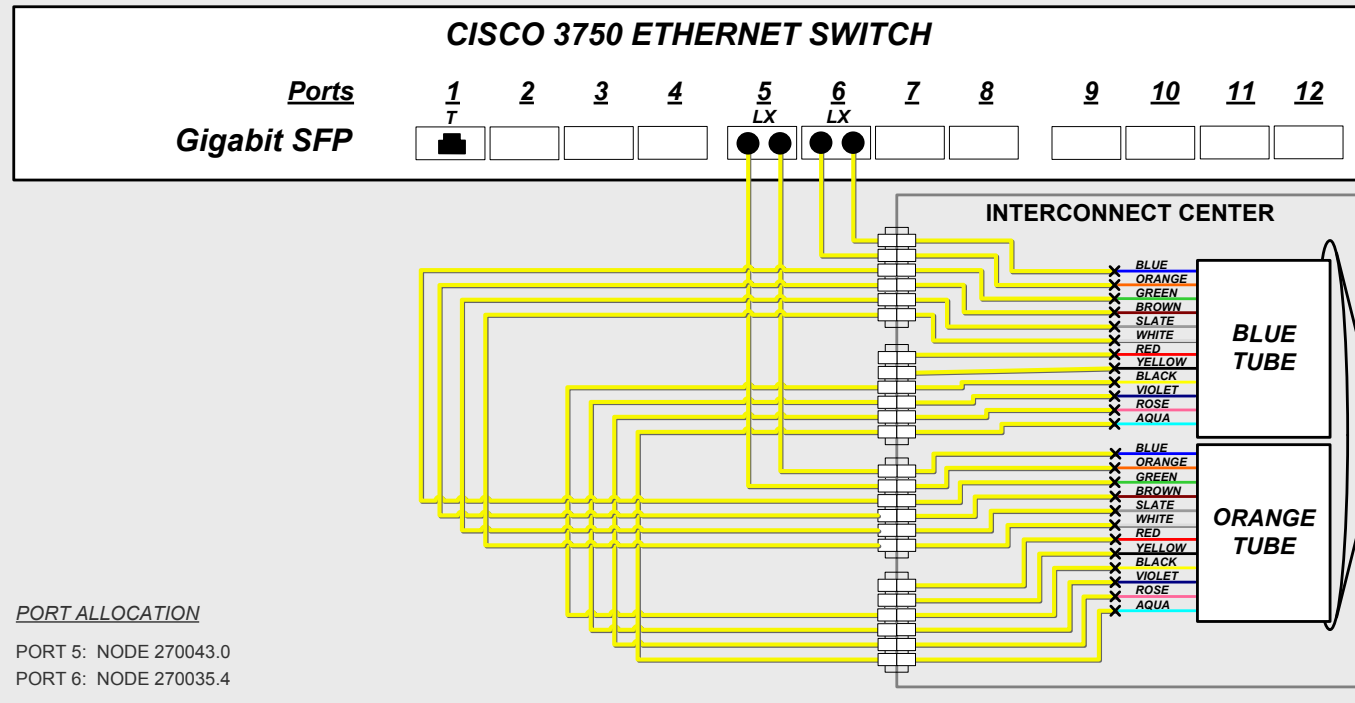 CISCO 3750 ETHERNET SWITCH
Ports 1 2 3 4 5 6 7 8 9 10 11 12
T LX LX
Gigabit SFP
INTERCONNECT CENTER
BLUE
ORANGE
GREEN
BROWN
SLATE
WHITE
RED
YELLOW
BLACK
VIOLET
ROSE
AQUA
BLUE
TUBE
BLUE
ORANGE
GREEN
BROWN
SLATE
WHITE
RED
YELLOW
BLACK
VIOLET
ROSE
AQUA
ORANGE
TUBE
PORT ALLOCATION
PORT 5: NODE 270043.0
PORT 6: NODE 270035.4